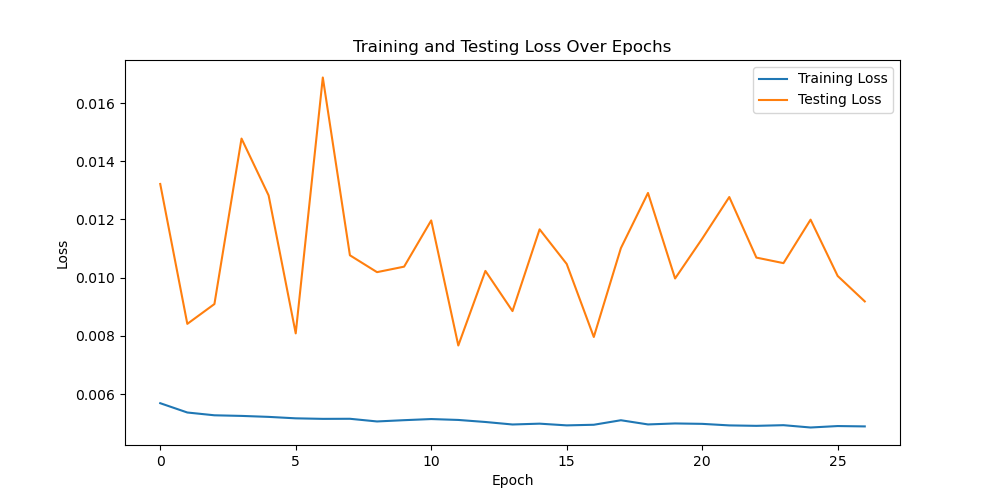 Training and Testing Loss Over Epochs
Training Loss
Testing Loss
0.016
0.014
0.012
0.010
0.008
0.006
Loss
0 5 10 15 20 25
Epoch